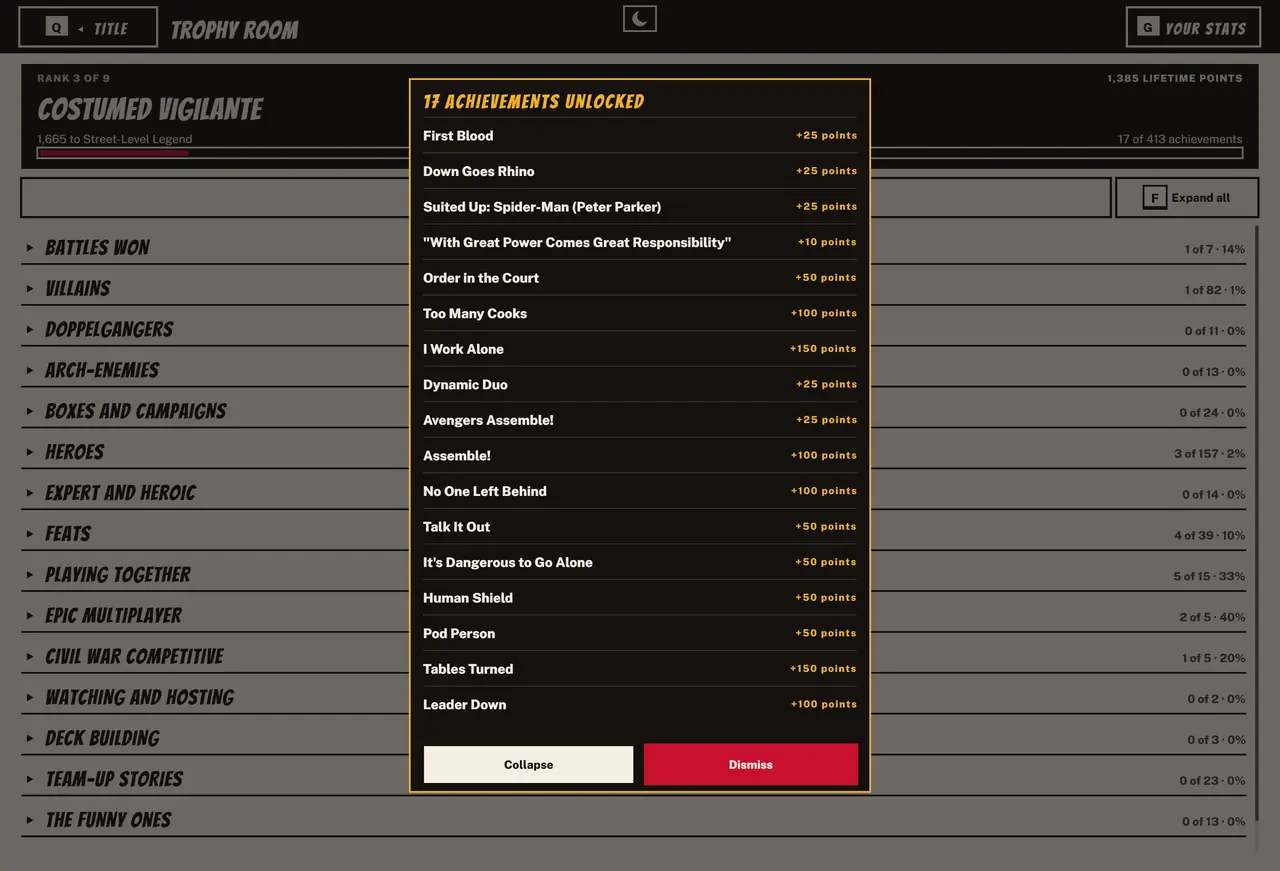 Q ◂ TITLE
TROPHY ROOM
G YOUR STATS
RANK 3 OF 9
1,385 LIFETIME POINTS
COSTUMED VIGILANTE
1,665 to Street-Level Legend
17 of 413 achievements
F Expand all
17 ACHIEVEMENTS UNLOCKED
First Blood +25 points
Down Goes Rhino +25 points
Suited Up: Spider-Man (Peter Parker) +25 points
"With Great Power Comes Great Responsibility" +10 points
Order in the Court +50 points
Too Many Cooks +100 points
I Work Alone +150 points
Dynamic Duo +25 points
Avengers Assemble! +25 points
Assemble! +100 points
No One Left Behind +100 points
Talk It Out +50 points
It's Dangerous to Go Alone +50 points
Human Shield +50 points
Pod Person +50 points
Tables Turned +150 points
Leader Down +100 points
Collapse
Dismiss
▸ BATTLES WON 1 of 7 · 14%
▸ VILLAINS 1 of 82 · 1%
▸ DOPPELGANGERS 0 of 11 · 0%
▸ ARCH-ENEMIES 0 of 13 · 0%
▸ BOXES AND CAMPAIGNS 0 of 24 · 0%
▸ HEROES 3 of 157 · 2%
▸ EXPERT AND HEROIC 0 of 14 · 0%
▸ FEATS 4 of 39 · 10%
▸ PLAYING TOGETHER 5 of 15 · 33%
▸ EPIC MULTIPLAYER 2 of 5 · 40%
▸ CIVIL WAR COMPETITIVE 1 of 5 · 20%
▸ WATCHING AND HOSTING 0 of 2 · 0%
▸ DECK BUILDING 0 of 3 · 0%
▸ TEAM-UP STORIES 0 of 23 · 0%
▸ THE FUNNY ONES 0 of 13 · 0%